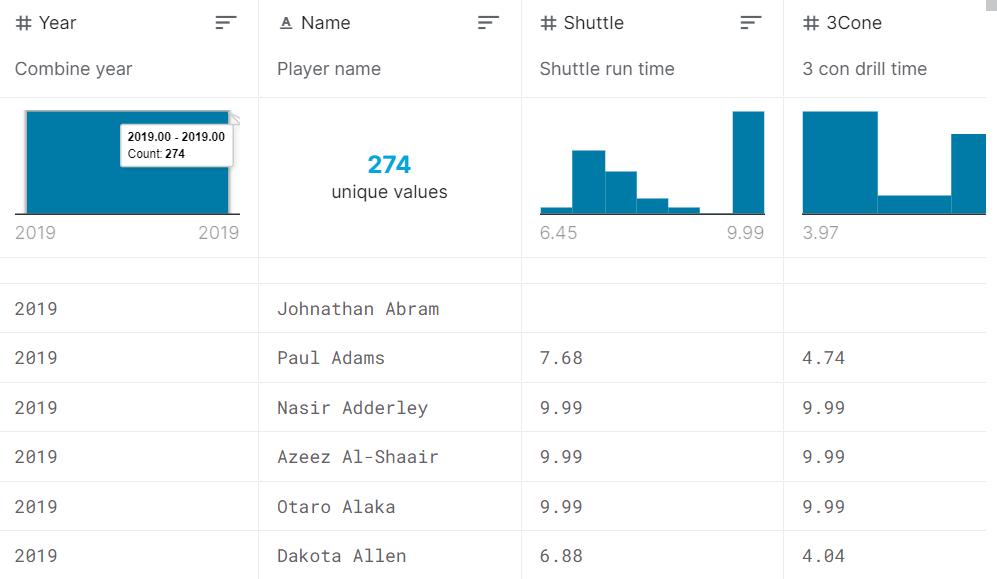 # Year A Name # Shuttle # 3Cone
Combine year Player name Shuttle run time 3 con drill time
2019.00 - 2019.00
Count: 274
274
unique values
2019 2019 6.45 9.99 3.97
2019 Johnathan Abram
2019 Paul Adams 7.68 4.74
2019 Nasir Adderley 9.99 9.99
2019 Azeez Al-Shaair 9.99 9.99
2019 Otaro Alaka 9.99 9.99
2019 Dakota Allen 6.88 4.04